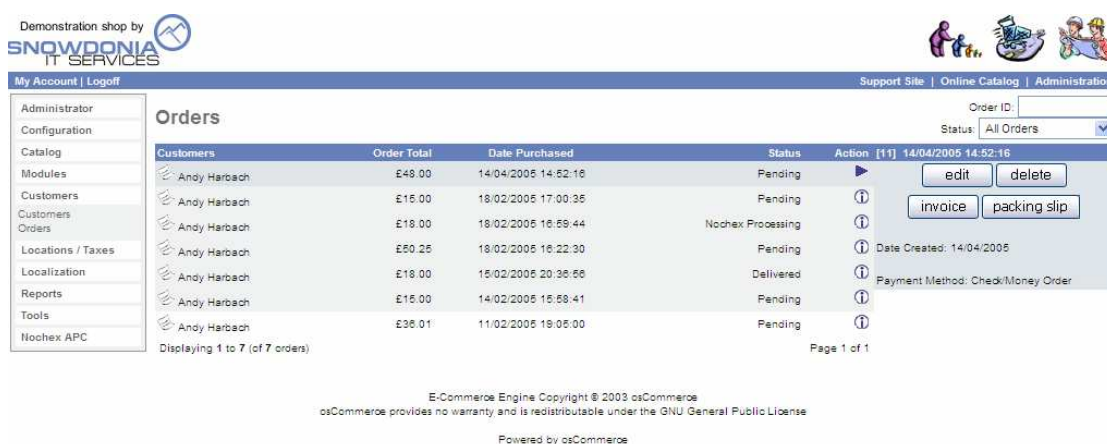 Demonstration shop by
SNOWDONIA
IT SERVICES
My Account | Logoff
Support Site | Online Catalog | Administratio
Administrator
Configuration
Catalog
Modules
Customers
Customers
Orders
Locations / Taxes
Localization
Reports
Tools
Nochex APC
Orders
Order ID:
Status: All Orders
Customers Order Total Date Purchased Status Action
Andy Harbach £48.00 14/04/2005 14:52:16 Pending
Andy Harbach £15.00 18/02/2005 17:00:35 Pending
Andy Harbach £18.00 18/02/2005 16:59:44 Nochex Processing
Andy Harbach £50.25 18/02/2005 16:22:30 Pending
Andy Harbach £18.00 15/02/2005 20:36:56 Delivered
Andy Harbach £15.00 14/02/2005 15:58:41 Pending
Andy Harbach £36.01 11/02/2005 19:05:00 Pending
Displaying 1 to 7 (of 7 orders) Page 1 of 1
[11] 14/04/2005 14:52:16
edit delete
invoice packing slip
Date Created: 14/04/2005
Payment Method: Check/Money Order
E-Commerce Engine Copyright © 2003 osCommerce
osCommerce provides no warranty and is redistributable under the GNU General Public License
Powered by osCommerce